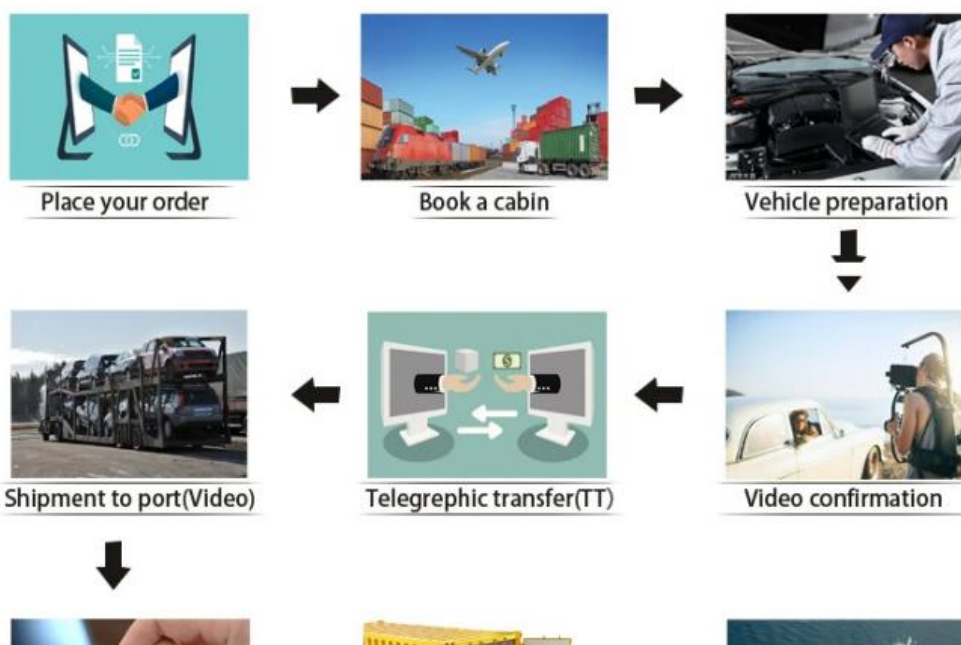 Place your order
Book a cabin
Vehicle preparation
Shipment to port(Video)
Telegrephic transfer(TT)
Video confirmation